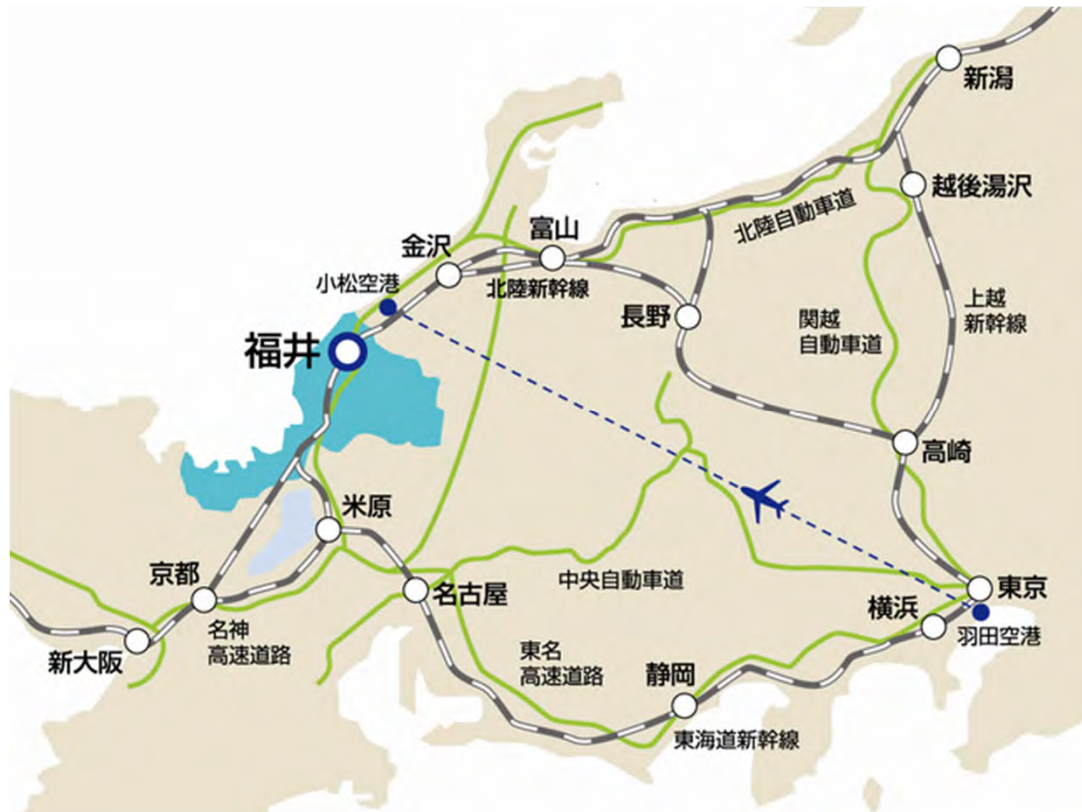 新潟
越後湯沢
北陸自動車道
富山
金沢
小松空港
北陸新幹線
長野
関越
自動車道
上越
新幹線
福井
高崎
米原
京都
中央自動車道
東京
名古屋
横浜
羽田空港
名神
高速道路
新大阪
東名
高速道路
静岡
東海道新幹線